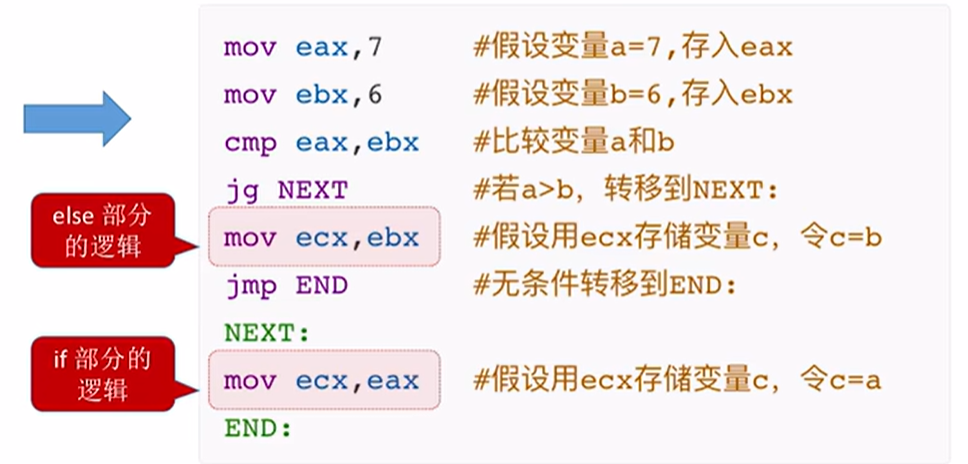 mov eax,7 #假设变量a=7,存入eax
mov ebx,6 #假设变量b=6,存入ebx
cmp eax,ebx #比较变量a和b
jg NEXT #若a>b，转移到NEXT:
else 部分
的逻辑
mov ecx,ebx #假设用ecx存储变量c，令c=b
jmp END #无条件转移到END:
NEXT:
if 部分的
逻辑
mov ecx,eax #假设用ecx存储变量c，令c=a
END: